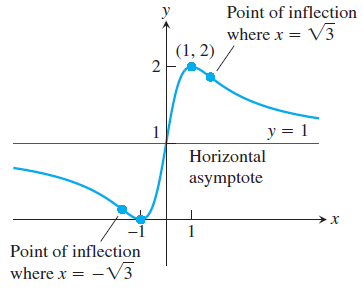 y
Point of inflection
where x = √3
(1, 2)
2
1
y = 1
Horizontal
asymptote
x
−1
1
Point of inflection
where x = −√3